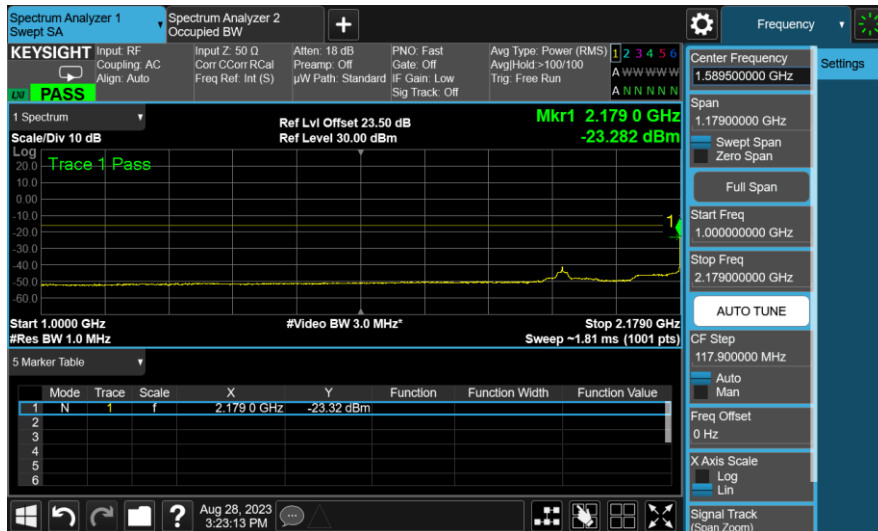 Spectrum Analyzer 1
Swept SA
Spectrum Analyzer 2
Occupied BW
+
Frequency
KEYSIGHT
Input: RF
Coupling: AC
Align: Auto
Input Z: 50 Ω
Corr CCorr RCal
Freq Ref: Int (S)
Atten: 18 dB
Preamp: Off
µW Path: Standard
PNO: Fast
Gate: Off
IF Gain: Low
Sig Track: Off
Avg Type: Power (RMS)
Avg|Hold:>100/100
Trig: Free Run
1 2 3 4 5 6
A W W W W W
A N N N N N
LXI PASS
1 Spectrum
Scale/Div 10 dB
Ref Lvl Offset 23.50 dB
Ref Level 30.00 dBm
Mkr1 2.179 0 GHz
-23.282 dBm
Log
Trace 1 Pass
20.0
10.0
0.00
-10.0
-20.0
-30.0
-40.0
-50.0
-60.0
1
Start 1.0000 GHz
#Res BW 1.0 MHz
#Video BW 3.0 MHz*
Stop 2.1790 GHz
Sweep ~1.81 ms (1001 pts)
5 Marker Table
Mode Trace Scale X Y Function Function Width Function Value
1 N 1 f 2.179 0 GHz -23.32 dBm
2
3
4
5
6
?
Aug 28, 2023
3:23:13 PM
Center Frequency
1.589500000 GHz
Settings
Span
1.17900000 GHz
Swept Span
Zero Span
Full Span
Start Freq
1.000000000 GHz
Stop Freq
2.179000000 GHz
AUTO TUNE
CF Step
117.900000 MHz
Auto
Man
Freq Offset
0 Hz
X Axis Scale
Log
Lin
Signal Track
(Span Zoom)